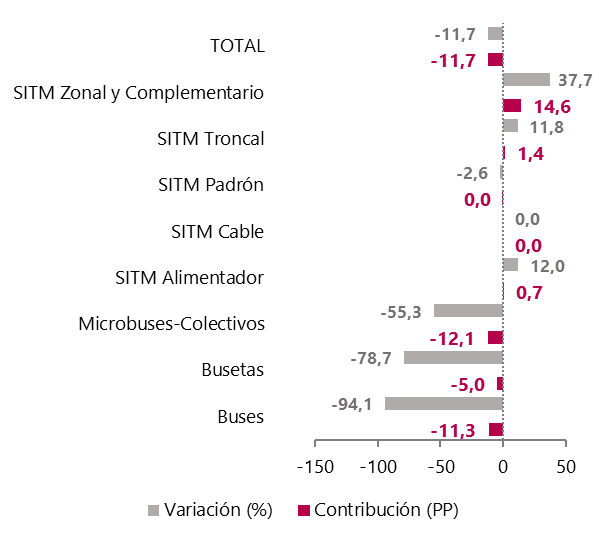 TOTAL
-11,7
-11,7
SITM Zonal y Complementario
37,7
14,6
SITM Troncal
11,8
1,4
SITM Padrón
-2,6
0,0
SITM Cable
0,0
0,0
SITM Alimentador
12,0
0,7
Microbuses-Colectivos
-55,3
-12,1
Busetas
-78,7
-5,0
Buses
-94,1
-11,3
-150 -100 -50 0 50
Variación (%) Contribución (PP)